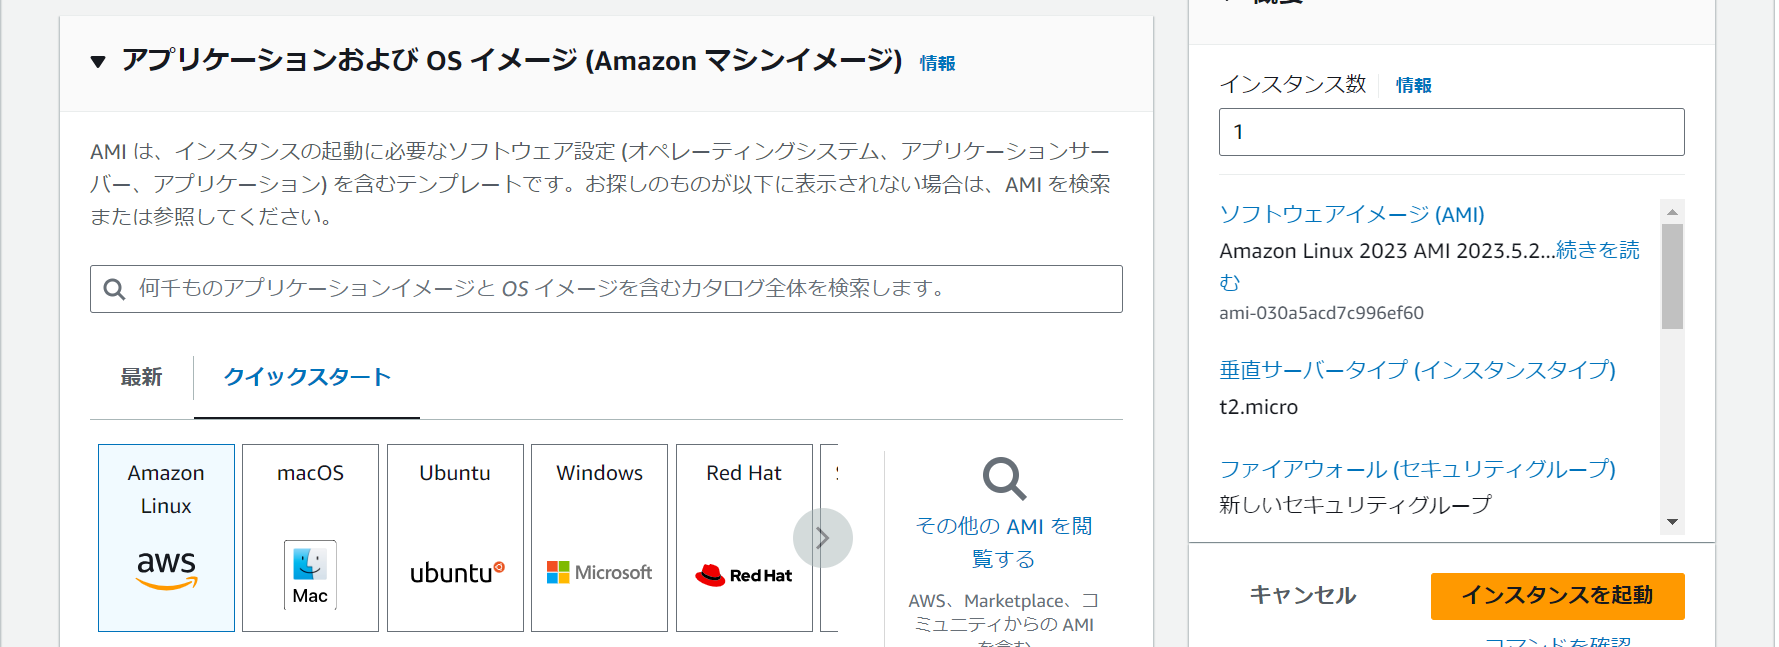 アプリケーションおよび OS イメージ (Amazon マシンイメージ) 情報
AMI は、インスタンスの起動に必要なソフトウェア設定 (オペレーティングシステム、アプリケーションサー
バー、アプリケーション) を含むテンプレートです。お探しのものが以下に表示されない場合は、AMI を検索
または参照してください。
何千ものアプリケーションイメージと OS イメージを含むカタログ全体を検索します。
最新
クイックスタート
Amazon
Linux
aws
macOS
Mac
Ubuntu
ubuntu
Windows
Microsoft
Red Hat
Red Hat
その他の AMI を閲
覧する
AWS、Marketplace、コ
ミュニティからの AMI
を含む
概要
インスタンス数 情報
1
ソフトウェアイメージ (AMI)
Amazon Linux 2023 AMI 2023.5.2...続きを読
む
ami-030a5acd7c996ef60
垂直サーバータイプ (インスタンスタイプ)
t2.micro
ファイアウォール (セキュリティグループ)
新しいセキュリティグループ
キャンセル
インスタンスを起動
コマンドを確認